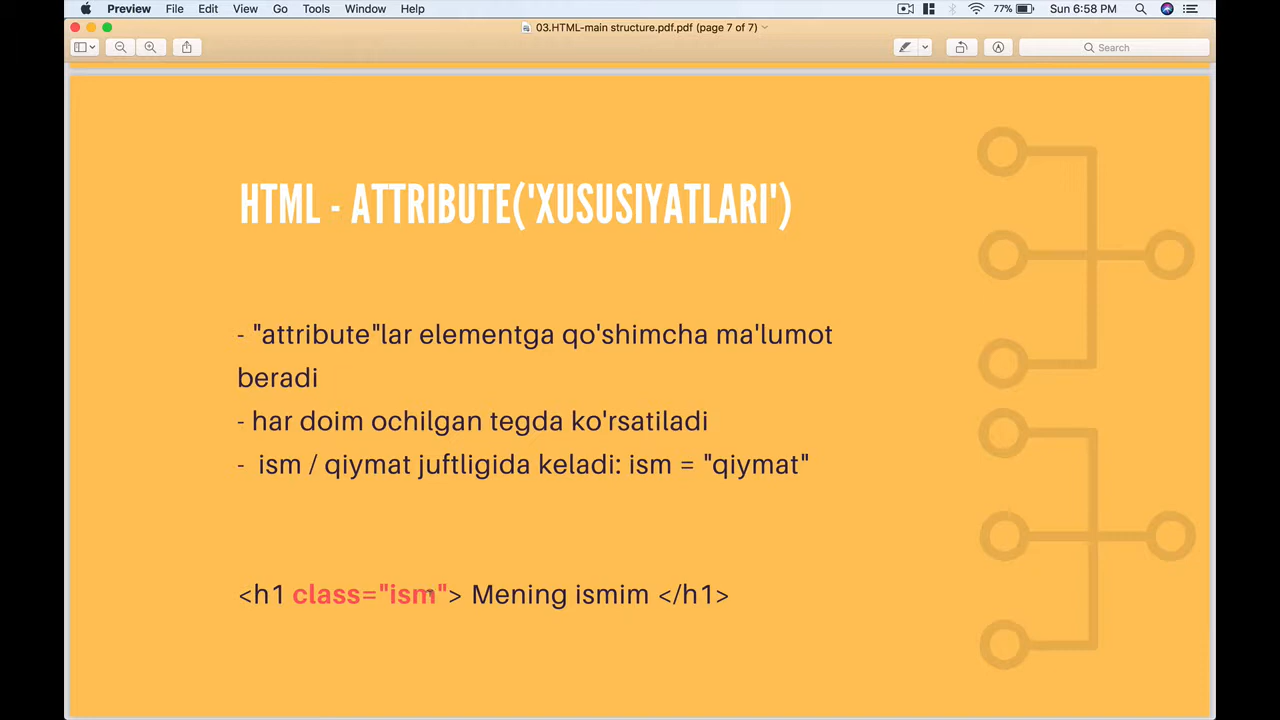 Preview File Edit View Go Tools Window Help 77% Sun 6:58 PM
03.HTML-main structure.pdf.pdf (page 7 of 7)
Search
HTML - ATTRIBUTE('XUSUSIYATLARI')
- "attribute"lar elementga qo'shimcha ma'lumot
beradi
- har doim ochilgan tegda ko'rsatiladi
- ism / qiymat juftligida keladi: ism = "qiymat"
<h1 class="ism"> Mening ismim </h1>